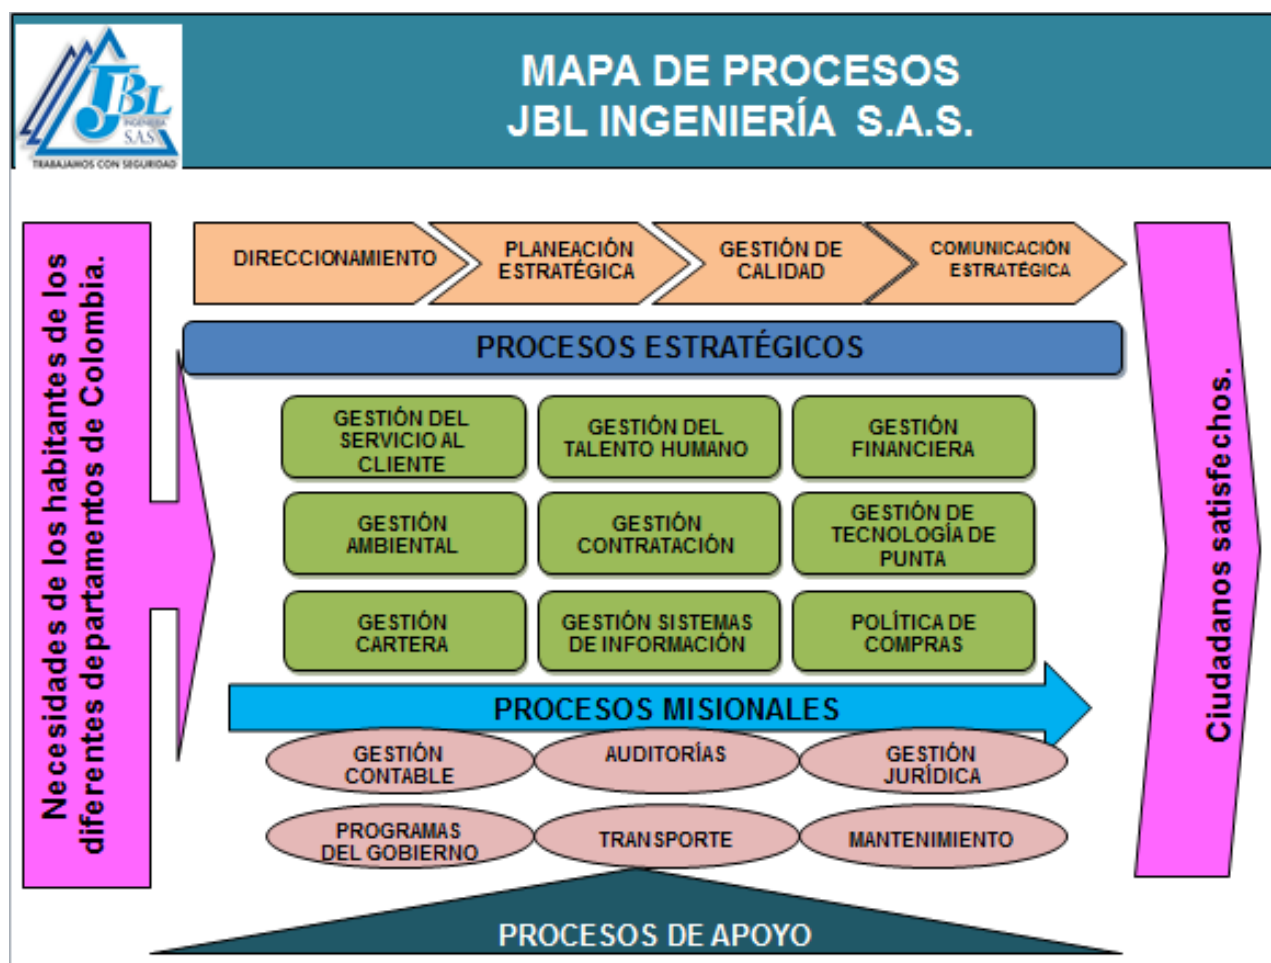 MAPA DE PROCESOS
JBL INGENIERÍA S.A.S.
JBL
INGENIERIA
SAS
TRABAJAMOS CON SEGURIDAD
Necesidades de los habitantes de los
diferentes departamentos de Colombia.
DIRECCIONAMIENTO
PLANEACIÓN
ESTRATÉGICA
GESTIÓN DE
CALIDAD
COMUNICACIÓN
ESTRATÉGICA
PROCESOS ESTRATÉGICOS
GESTIÓN DEL
SERVICIO AL
CLIENTE
GESTIÓN DEL
TALENTO HUMANO
GESTIÓN
FINANCIERA
GESTIÓN
AMBIENTAL
GESTIÓN
CONTRATACIÓN
GESTIÓN DE
TECNOLOGÍA DE
PUNTA
GESTIÓN
CARTERA
GESTIÓN SISTEMAS
DE INFORMACIÓN
POLÍTICA DE
COMPRAS
PROCESOS MISIONALES
GESTIÓN
CONTABLE
AUDITORÍAS
GESTIÓN
JURÍDICA
PROGRAMAS
DEL GOBIERNO
TRANSPORTE
MANTENIMIENTO
PROCESOS DE APOYO
Ciudadanos satisfechos.